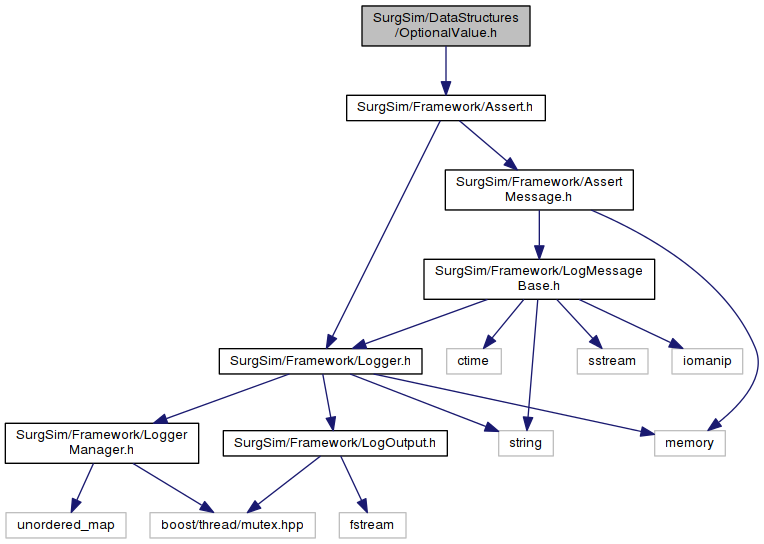 SurgSim/DataStructures
/OptionalValue.h
SurgSim/Framework/Assert.h
SurgSim/Framework/Assert
Message.h
SurgSim/Framework/LogMessage
Base.h
SurgSim/Framework/Logger.h
ctime
sstream
iomanip
SurgSim/Framework/Logger
Manager.h
SurgSim/Framework/LogOutput.h
string
memory
unordered_map
boost/thread/mutex.hpp
fstream